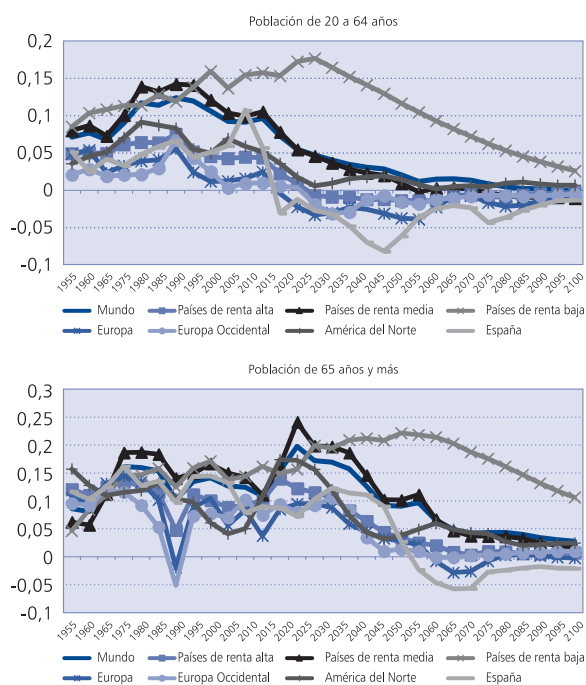 Población de 20 a 64 años
0,2
0,15
0,1
0,05
0
-0,05
-0,1
1955 1960 1965 1970 1975 1980 1985 1990 1995 2000 2005 2010 2015 2020 2025 2030 2035 2040 2045 2050 2055 2060 2065 2070 2075 2080 2085 2090 2095 2100
Mundo Países de renta alta Países de renta media Países de renta baja
Europa Europa Occidental América del Norte España
Población de 65 años y más
0,3
0,25
0,2
0,15
0,1
0,05
0
-0,05
-0,1
1955 1960 1965 1970 1975 1980 1985 1990 1995 2000 2005 2010 2015 2020 2025 2030 2035 2040 2045 2050 2055 2060 2065 2070 2075 2080 2085 2090 2095 2100
Mundo Países de renta alta Países de renta media Países de renta baja
Europa Europa Occidental América del Norte España